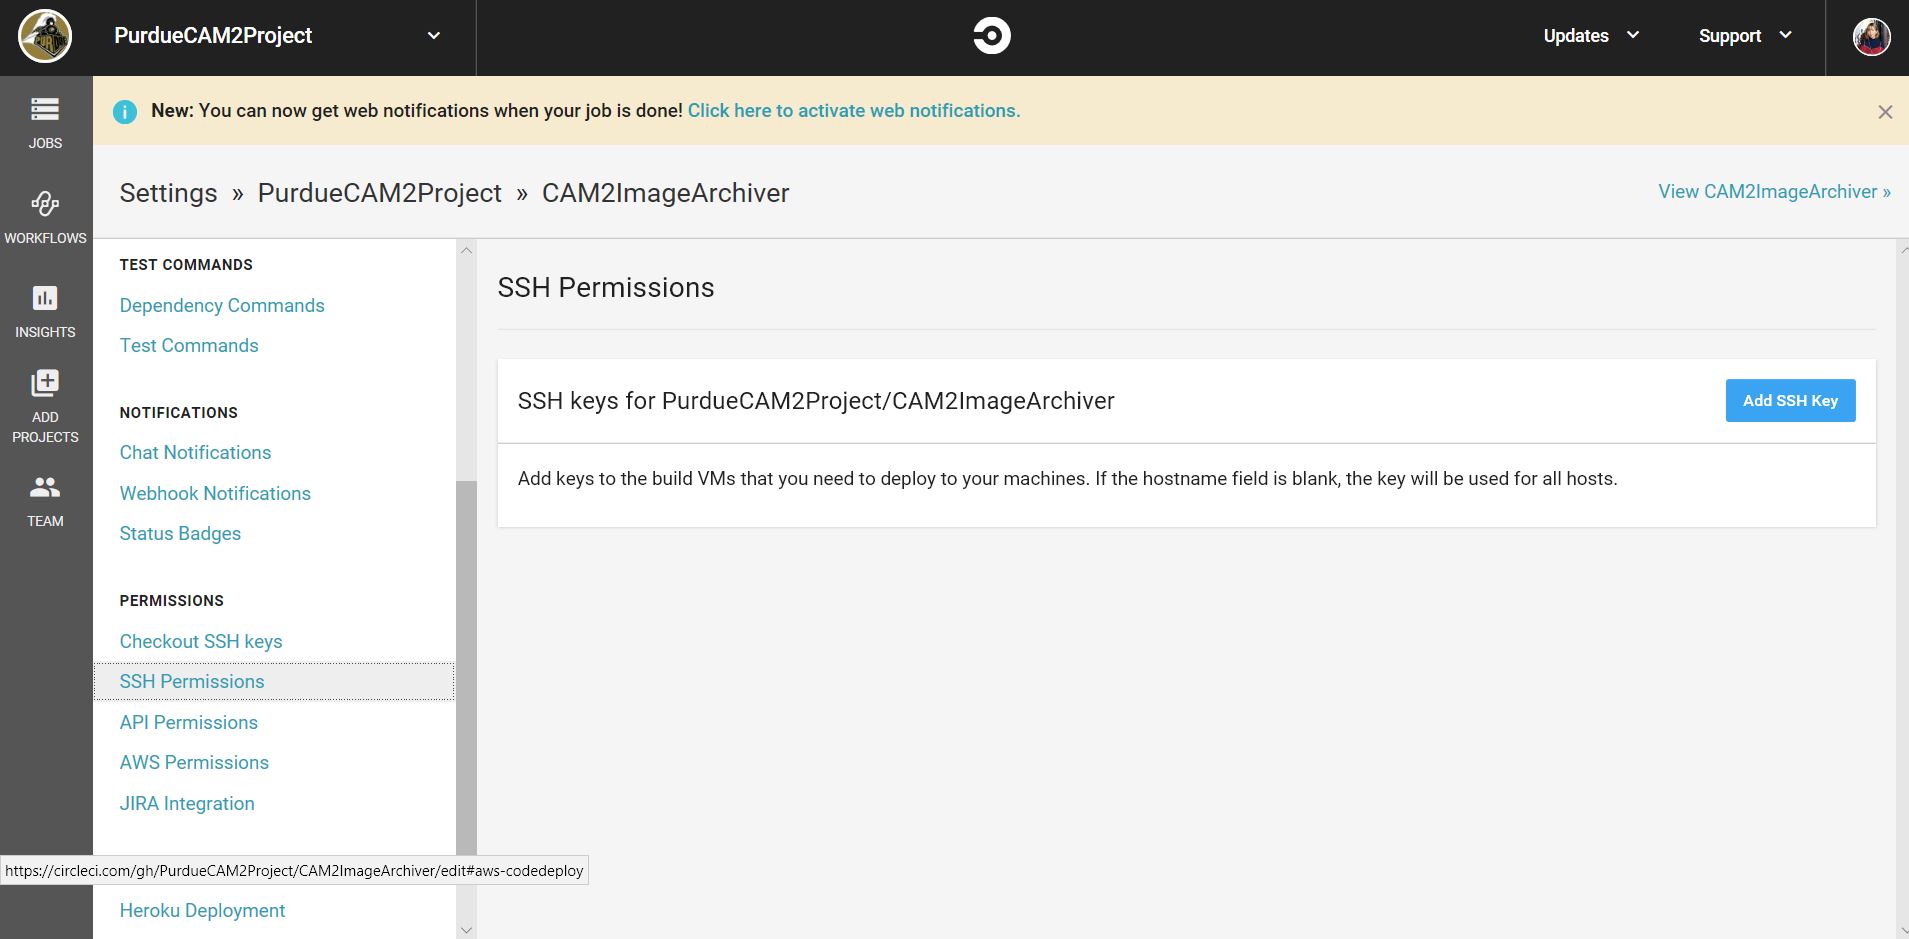 PurdueCAM2Project
Updates
Support
JOBS
WORKFLOWS
INSIGHTS
ADD
PROJECTS
TEAM
New: You can now get web notifications when your job is done! Click here to activate web notifications.
Settings » PurdueCAM2Project » CAM2ImageArchiver
View CAM2ImageArchiver »
TEST COMMANDS
Dependency Commands
Test Commands
NOTIFICATIONS
Chat Notifications
Webhook Notifications
Status Badges
PERMISSIONS
Checkout SSH keys
SSH Permissions
API Permissions
AWS Permissions
JIRA Integration
https://circleci.com/gh/PurdueCAM2Project/CAM2ImageArchiver/edit#aws-codedeploy
Heroku Deployment
SSH Permissions
SSH keys for PurdueCAM2Project/CAM2ImageArchiver
Add SSH Key
Add keys to the build VMs that you need to deploy to your machines. If the hostname field is blank, the key will be used for all hosts.